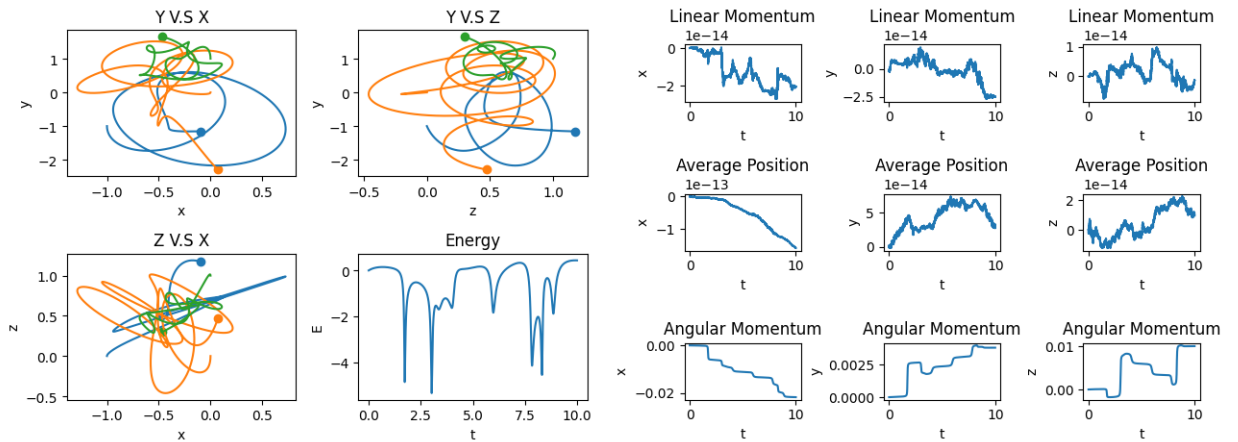 Y V.S X
1
0
−1
−2
−1.0 −0.5 0.0 0.5
y
x
Y V.S Z
1
0
−1
−2
−0.5 0.0 0.5 1.0
y
z
Linear Momentum
1e−14
0
−2
0 10
x
t
Linear Momentum
1e−14
0.0
−2.5
0 10
y
t
Linear Momentum
1e−14
1
0
0 10
z
t
Average Position
1e−13
0
−1
0 10
x
t
Average Position
1e−14
5
0
0 10
y
t
Average Position
1e−14
2
0
0 10
z
t
Z V.S X
1.0
0.5
0.0
−0.5
−1.0 −0.5 0.0 0.5
z
x
Energy
0
−2
−4
0.0 2.5 5.0 7.5 10.0
E
t
Angular Momentum
0.00
−0.02
0 10
x
t
Angular Momentum
0.0025
0.0000
0 10
y
t
Angular Momentum
0.01
0.00
0 10
z
t